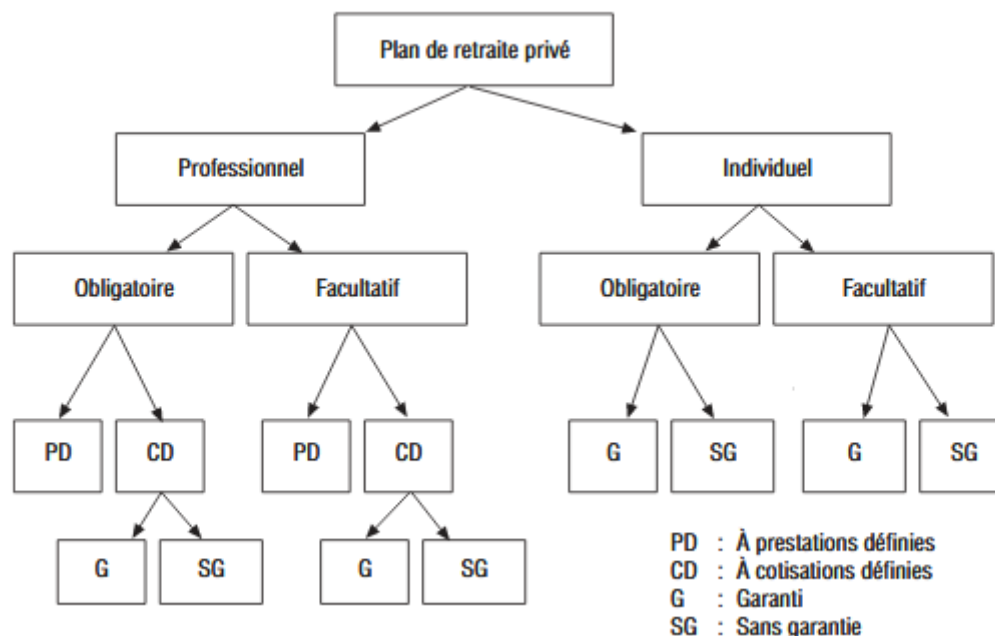 Plan de retraite privé
Professionnel
Individuel
Obligatoire
Facultatif
Obligatoire
Facultatif
PD
CD
PD
CD
G
SG
G
SG
G
SG
G
SG
PD : À prestations définies
CD : À cotisations définies
G : Garanti
SG : Sans garantie